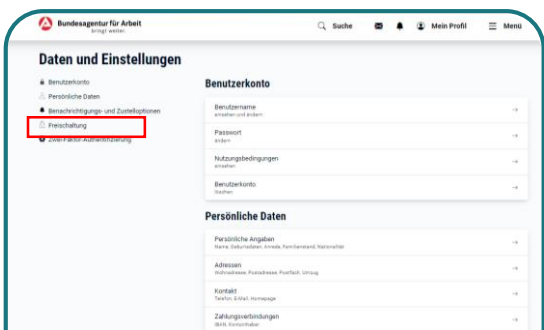 Bundesagentur für Arbeit
bringt weiter.
Suche
Mein Profil
Menü
Daten und Einstellungen
Benutzerkonto
Persönliche Daten
Benachrichtigungs- und Zustelloptionen
Freischaltung
Zwei-Faktor-Authentifizierung
Benutzerkonto
Benutzername
ansehen und ändern
Passwort
ändern
Nutzungsbedingungen
ansehen
Benutzerkonto
löschen
Persönliche Daten
Persönliche Angaben
Name, Geburtsdaten, Anrede, Familienstand, Nationalität
Adressen
Wohnadresse, Postadresse, Postfach, Umzug
Kontakt
Telefon, E-Mail, Homepage
Zahlungsverbindungen
IBAN, Kontoinhaber